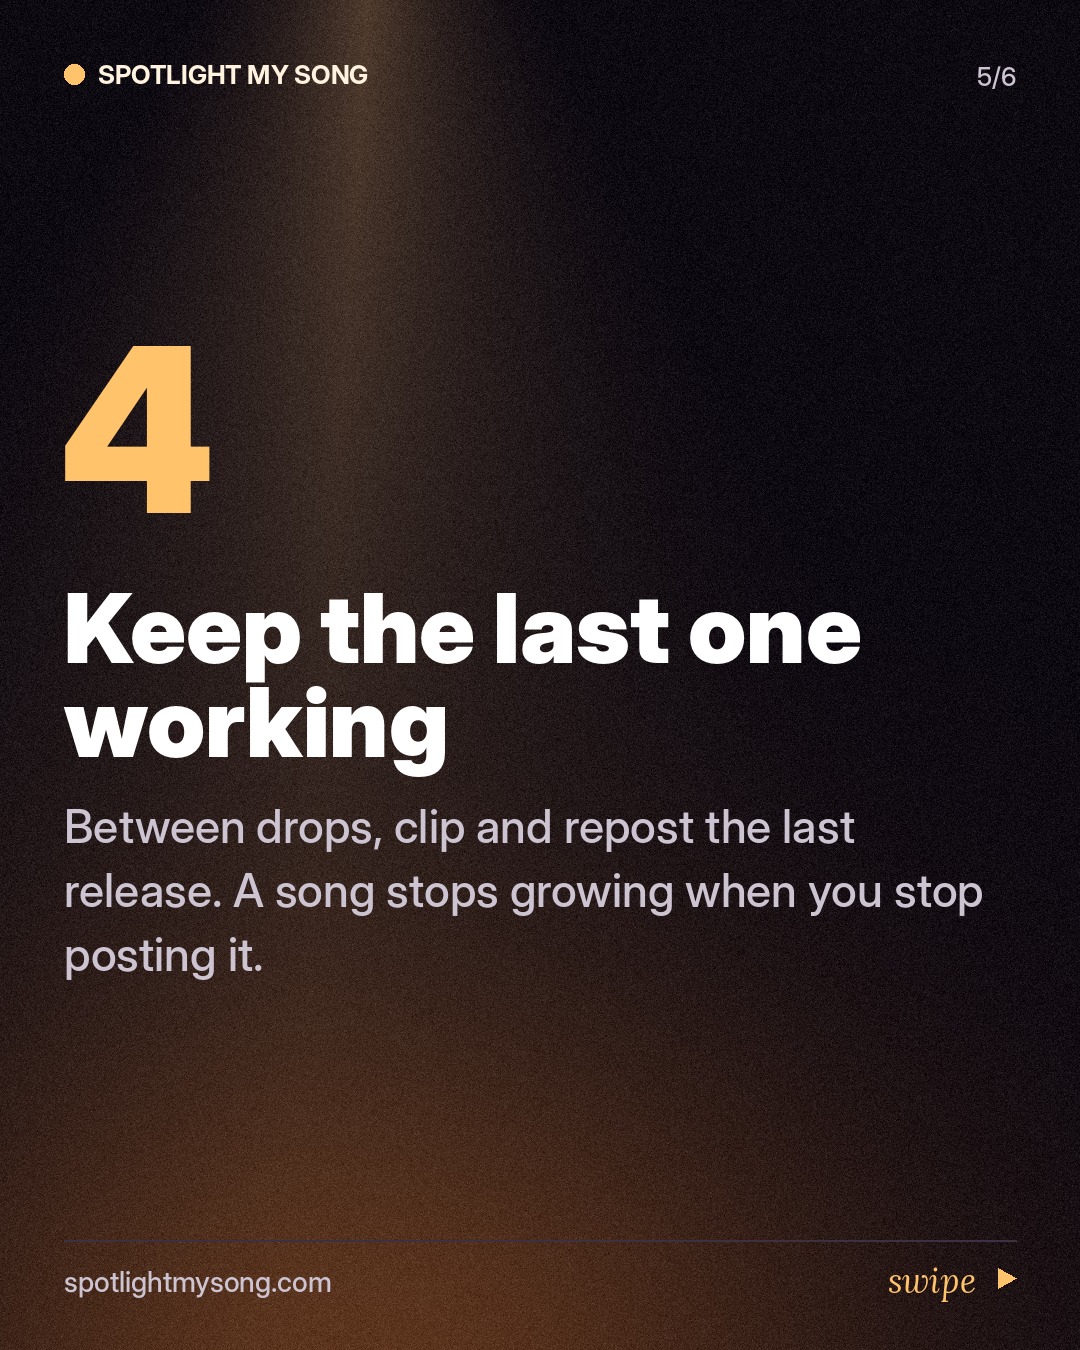 SPOTLIGHT MY SONG
5/6
4
Keep the last one
working
Between drops, clip and repost the last
release. A song stops growing when you stop
posting it.
spotlightmysong.com
swipe